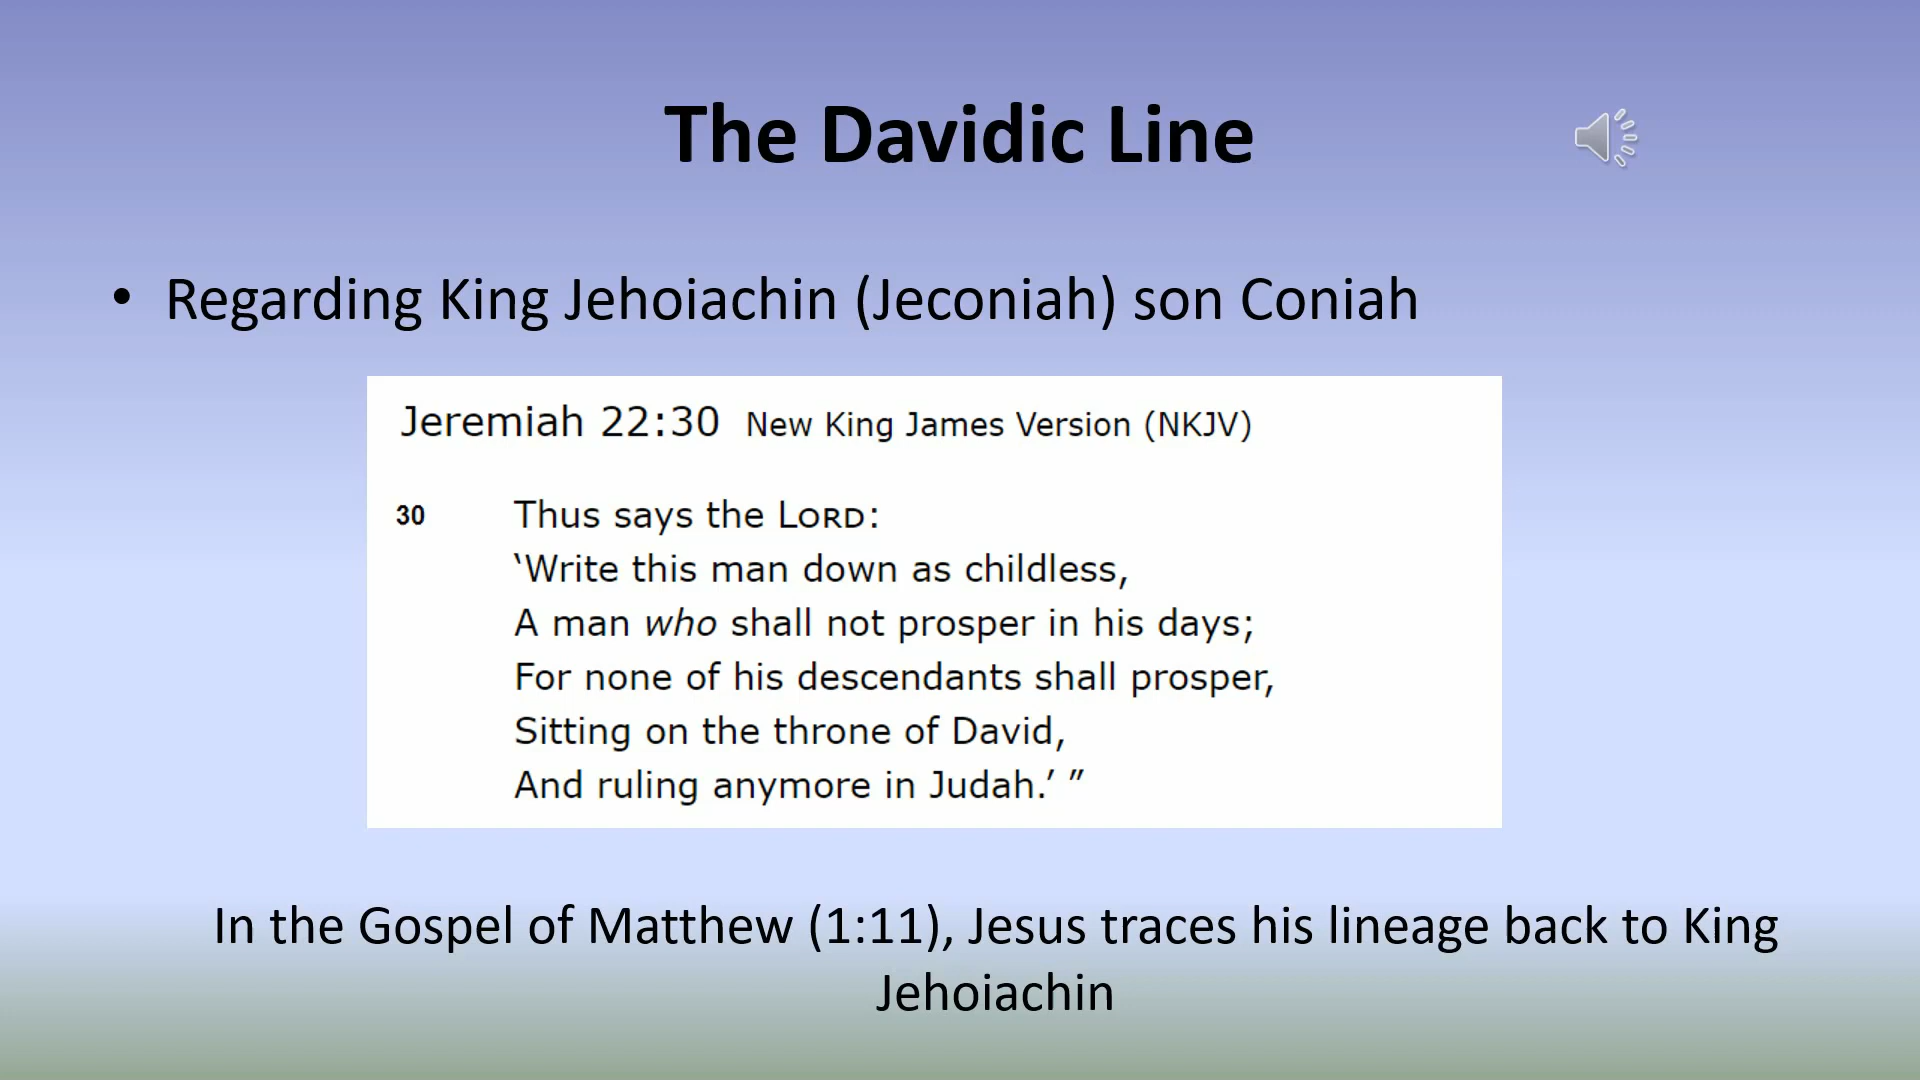 The Davidic Line
• Regarding King Jehoiachin (Jeconiah) son Coniah
Jeremiah 22:30 New King James Version (NKJV)
30 Thus says the LORD:
‘Write this man down as childless,
A man who shall not prosper in his days;
For none of his descendants shall prosper,
Sitting on the throne of David,
And ruling anymore in Judah.’ ”
In the Gospel of Matthew (1:11), Jesus traces his lineage back to King
Jehoiachin